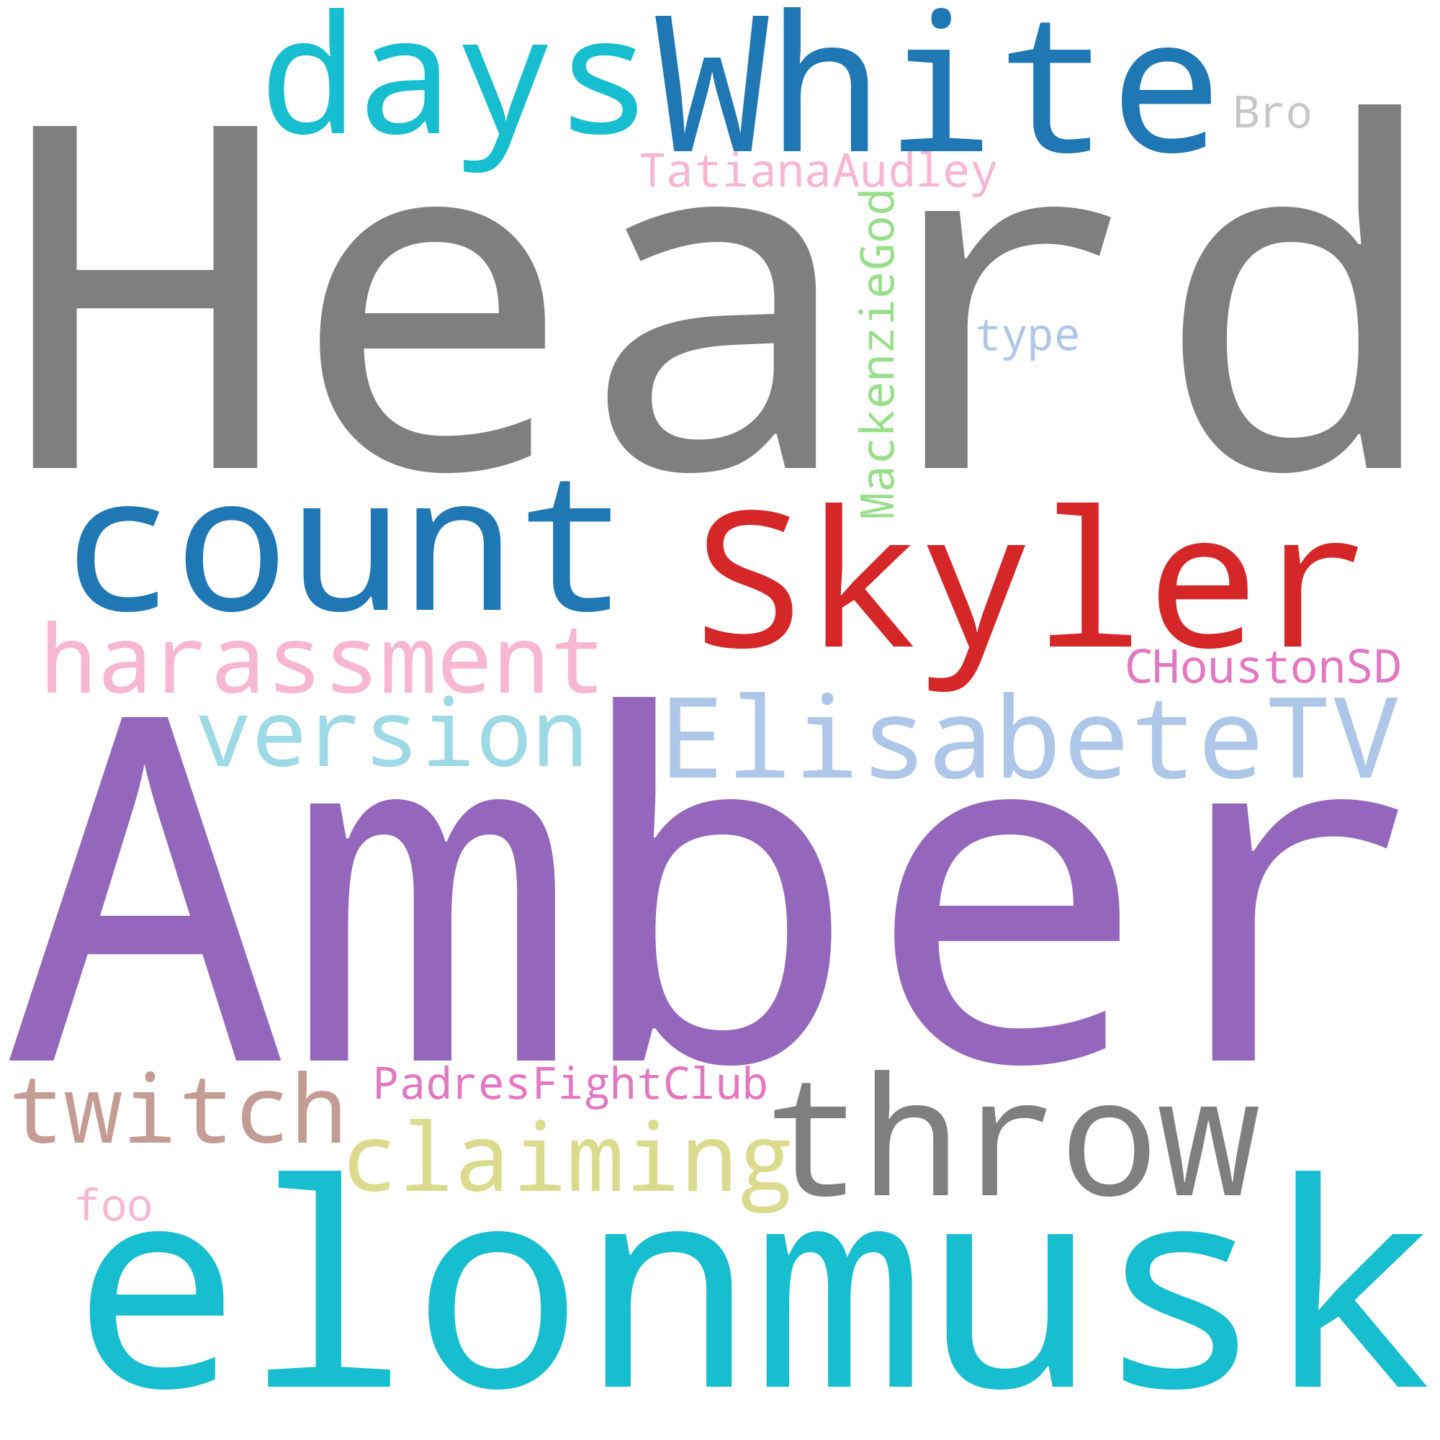 days White
Bro
TatianaAudley
Heard
MackenzieGod
type
count
Skyler
harassment
CHoustonSD
version
ElisabeteTV
Amber
twitch
PadresFightClub
throw
claiming
foo
elonmusk